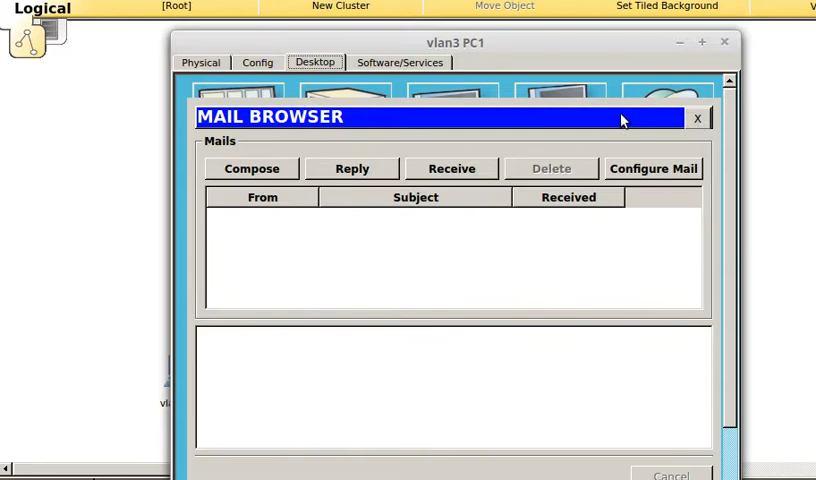 Logical
[Root]
New Cluster
Move Object
Set Tiled Background
V
vlan3 PC1
Physical
Config
Desktop
Software/Services
MAIL BROWSER
X
Mails
Compose
Reply
Receive
Delete
Configure Mail
From
Subject
Received
vl
Cancel